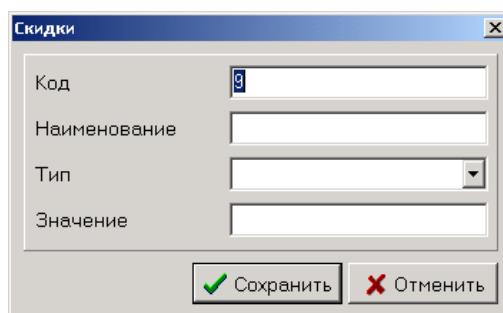 Скидки
Код 9
Наименование
Тип
Значение
Сохранить Отменить